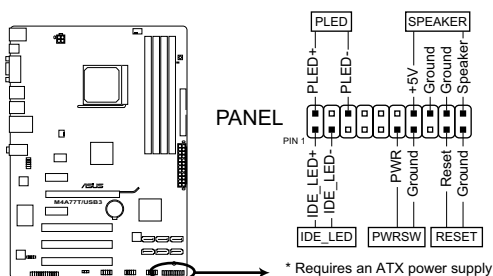 PLED
SPEAKER
PLED+
PLED-
+5V
Ground
Ground
Speaker
PANEL
PIN 1
IDE_LED+
IDE_LED-
PWR
Ground
Reset
Ground
IDE_LED
PWRSW
RESET
/SUS
M4A77T/USB3
* Requires an ATX power supply